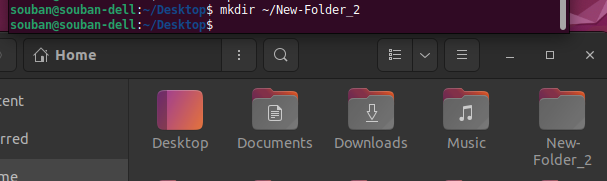 souban@souban-dell:~/Desktop$ mkdir ~/New-Folder_2
souban@souban-dell:~/Desktop$
Home
Desktop
Documents
Downloads
Music
New-
Folder_2